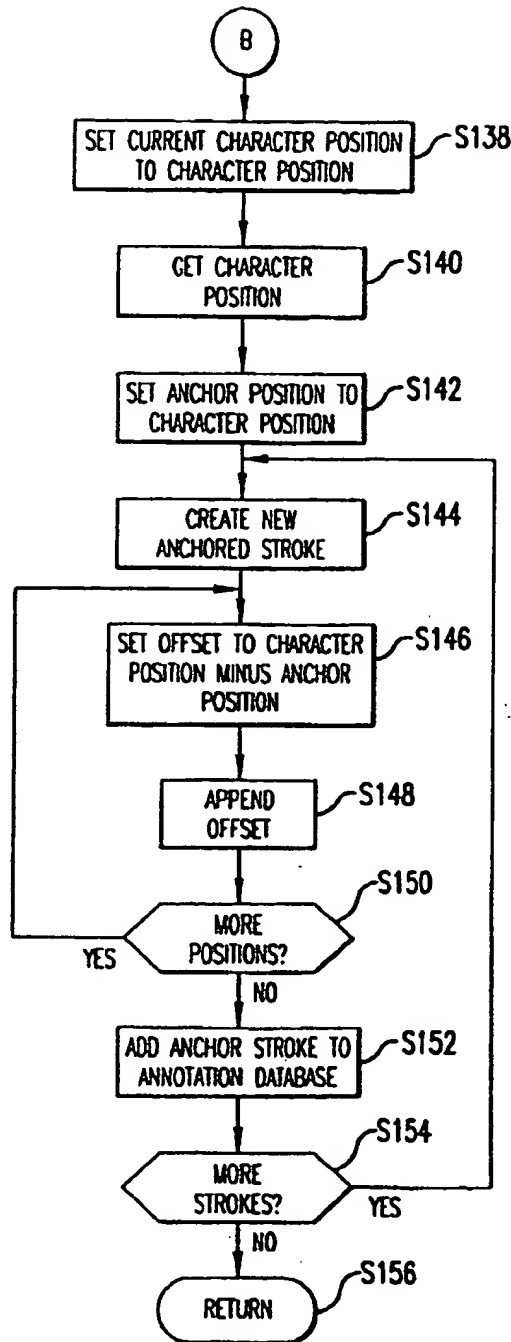 B
SET CURRENT CHARACTER POSITION
TO CHARACTER POSITION
S138
GET CHARACTER
POSITION
S140
SET ANCHOR POSITION TO
CHARACTER POSITION
S142
CREATE NEW
ANCHORED STROKE
S144
SET OFFSET TO CHARACTER
POSITION MINUS ANCHOR
POSITION
S146
APPEND
OFFSET
S148
MORE
POSITIONS?
S150
YES
NO
ADD ANCHOR STROKE TO
ANNOTATION DATABASE
S152
MORE
STROKES?
S154
YES
NO
RETURN
S156